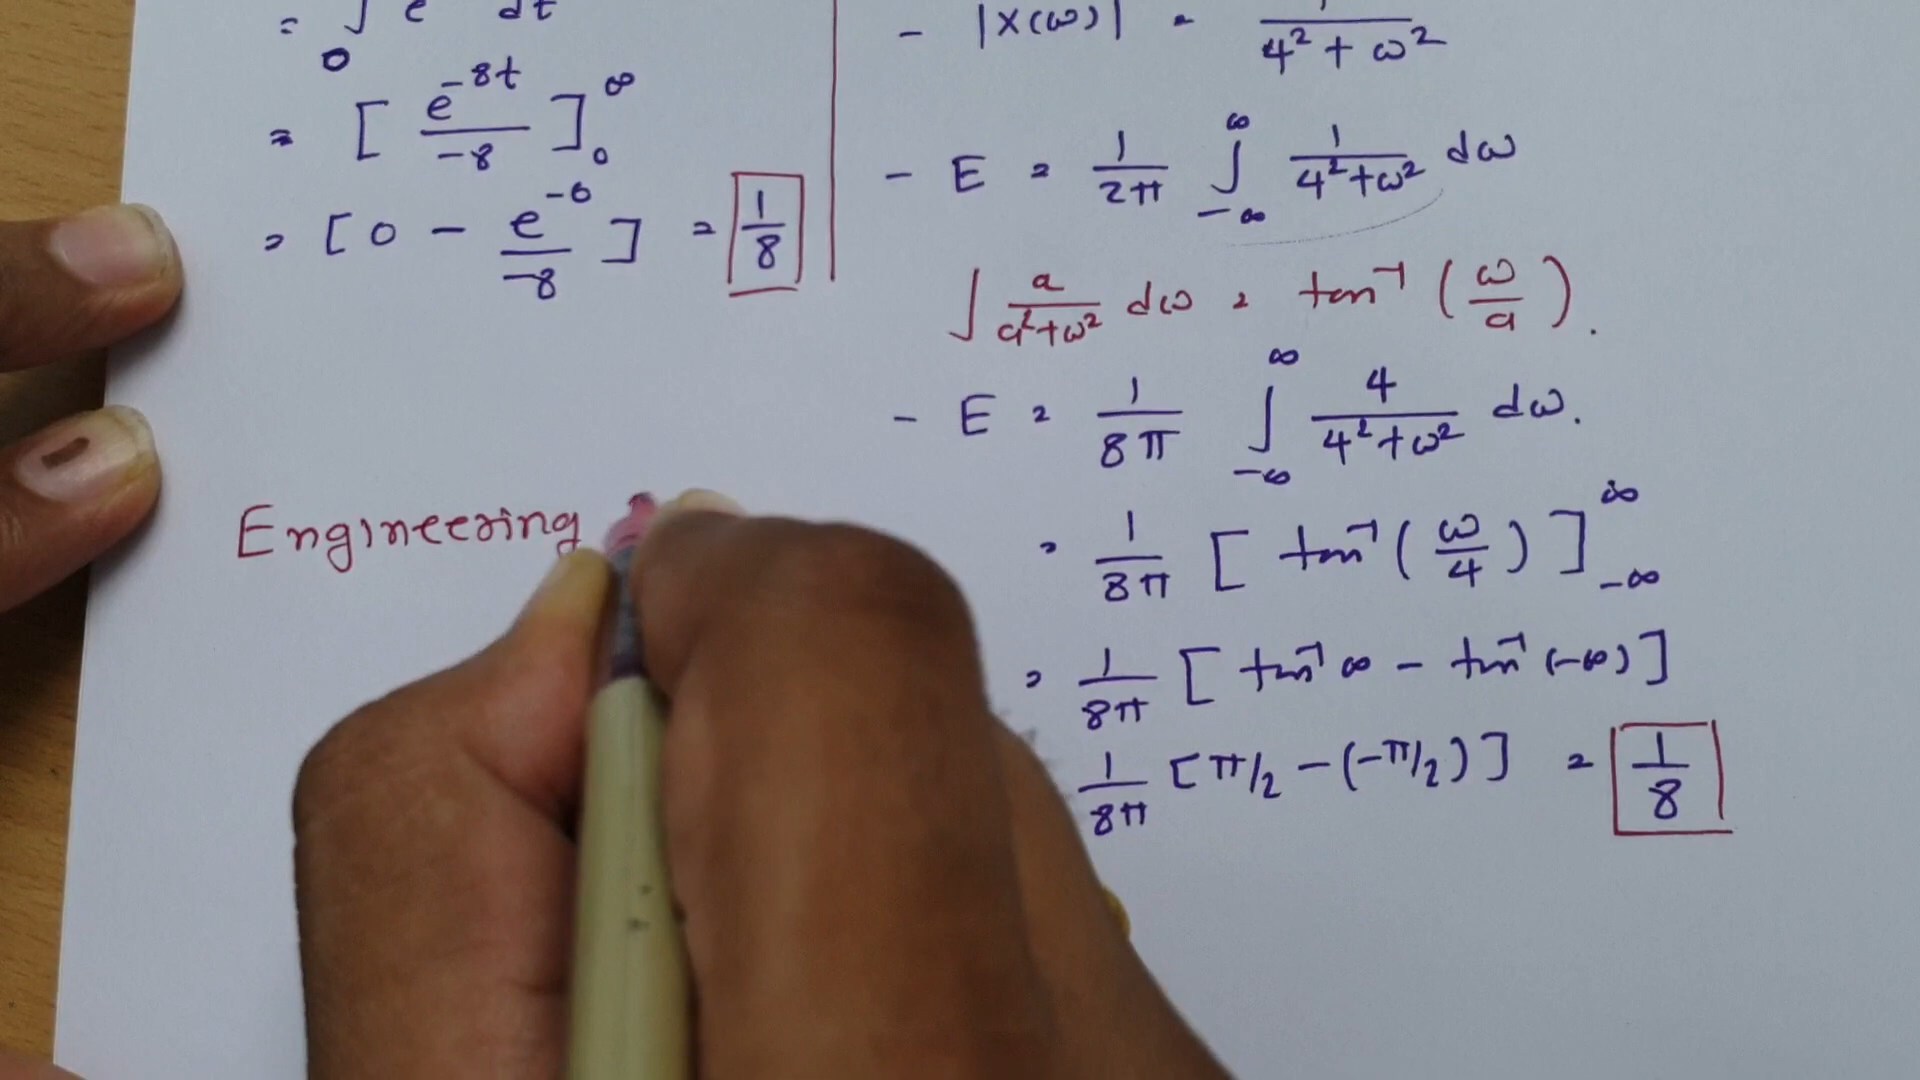 = ∫₀ e dt
= [ e^{-8t} / -8 ]₀^∞
= [ 0 - e^{-0} / -8 ] = 1/8
Engineering
- |X(ω)| = 1 / 4² + ω²
- E = 1/2π ∫_{-∞}^{∞} 1 / 4²+ω² dω
∫ a / a²+ω² dω = tan⁻¹ (ω/a).
- E = 1/8π ∫_{-∞}^{∞} 4 / 4²+ω² dω.
= 1/8π [ tan⁻¹ (ω/4) ]_{-∞}^{∞}
= 1/8π [ tan⁻¹ ∞ - tan⁻¹ (-∞) ]
1/8π [ π/2 - (-π/2) ] = 1/8